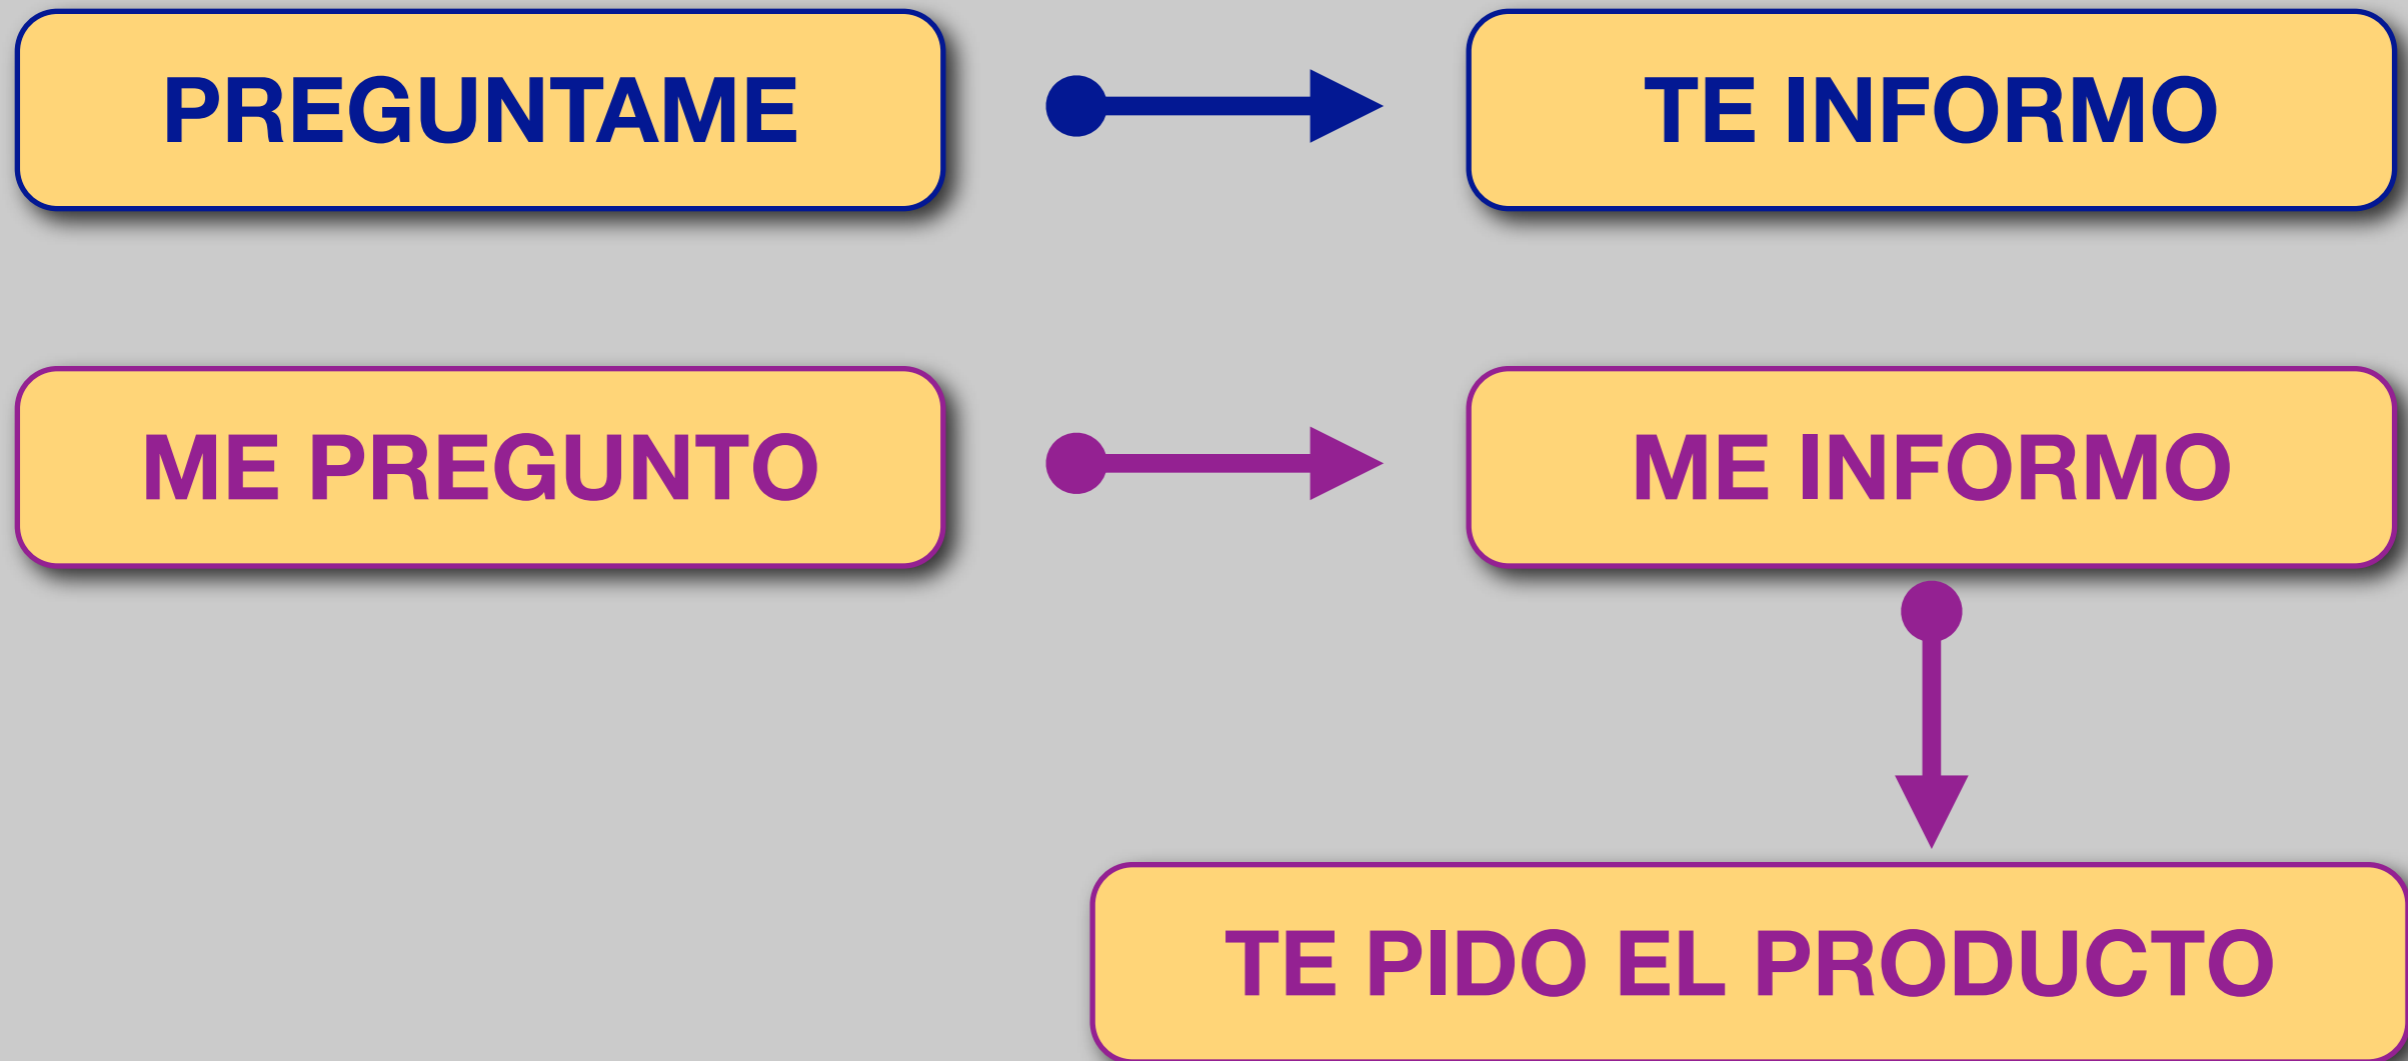 PREGUNTAME
TE INFORMO
ME PREGUNTO
ME INFORMO
TE PIDO EL PRODUCTO